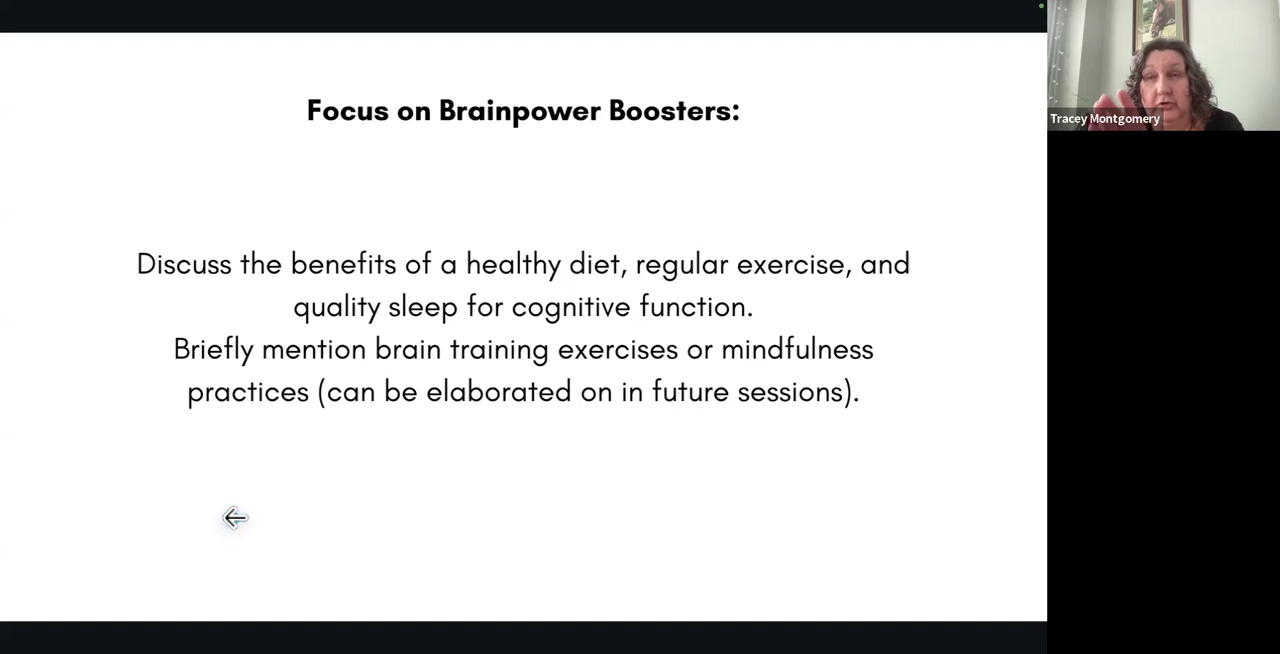 Focus on Brainpower Boosters:
Discuss the benefits of a healthy diet, regular exercise, and
quality sleep for cognitive function.
Briefly mention brain training exercises or mindfulness
practices (can be elaborated on in future sessions).
Tracey Montgomery